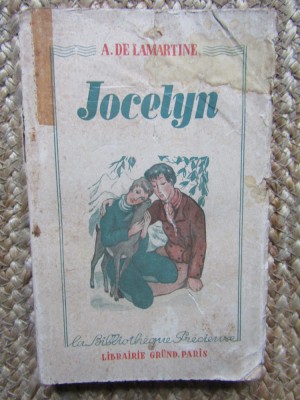 A. DE LAMARTINE
Jocelyn
La Bibliothèque Précieuse
LIBRAIRIE GRÜND. PARIS